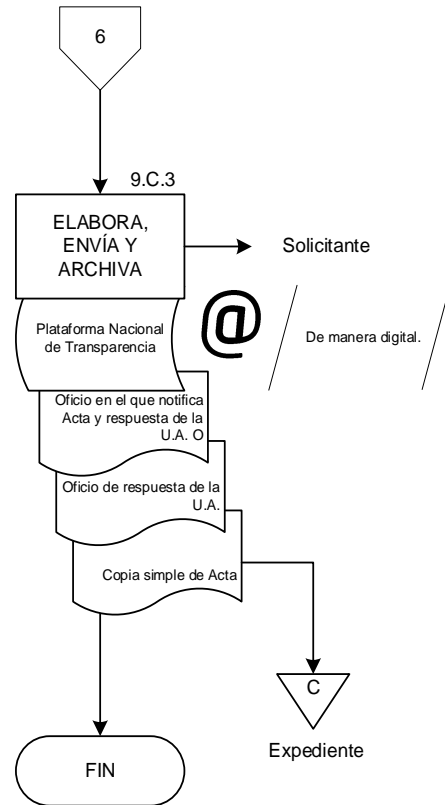 6
9.C.3
ELABORA,
ENVÍA Y
ARCHIVA
Solicitante
Plataforma Nacional
de Transparencia
@
De manera digital.
Oficio en el que notifica
Acta y respuesta de la
U.A. O
Oficio de respuesta de la
U.A.
Copia simple de Acta
C
Expediente
FIN